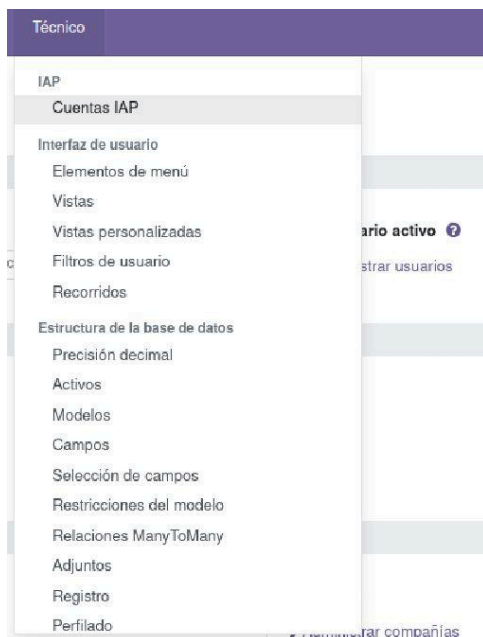 Técnico
IAP
Cuentas IAP
Interfaz de usuario
Elementos de menú
Vistas
Vistas personalizadas
ario activo
Filtros de usuario
strar usuarios
Recorridos
Estructura de la base de datos
Precisión decimal
Activos
Modelos
Campos
Selección de campos
Restricciones del modelo
Relaciones ManyToMany
Adjuntos
Registro
Perfilado
rar compañías